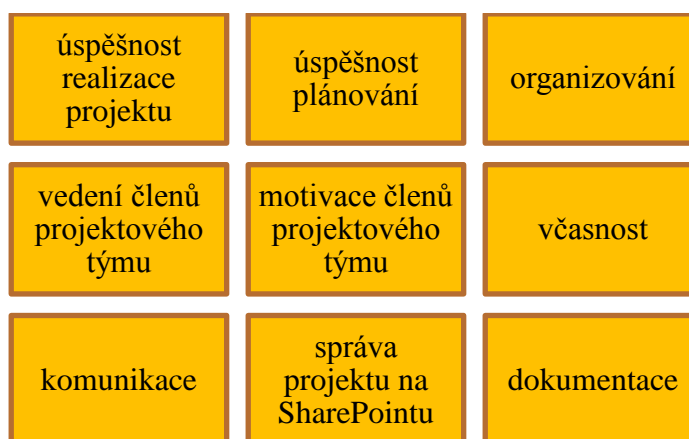 úspěšnost
realizace
projektu
úspěšnost
plánování
organizování
vedení členů
projektového
týmu
motivace členů
projektového
týmu
včasnost
komunikace
správa
projektu na
SharePointu
dokumentace